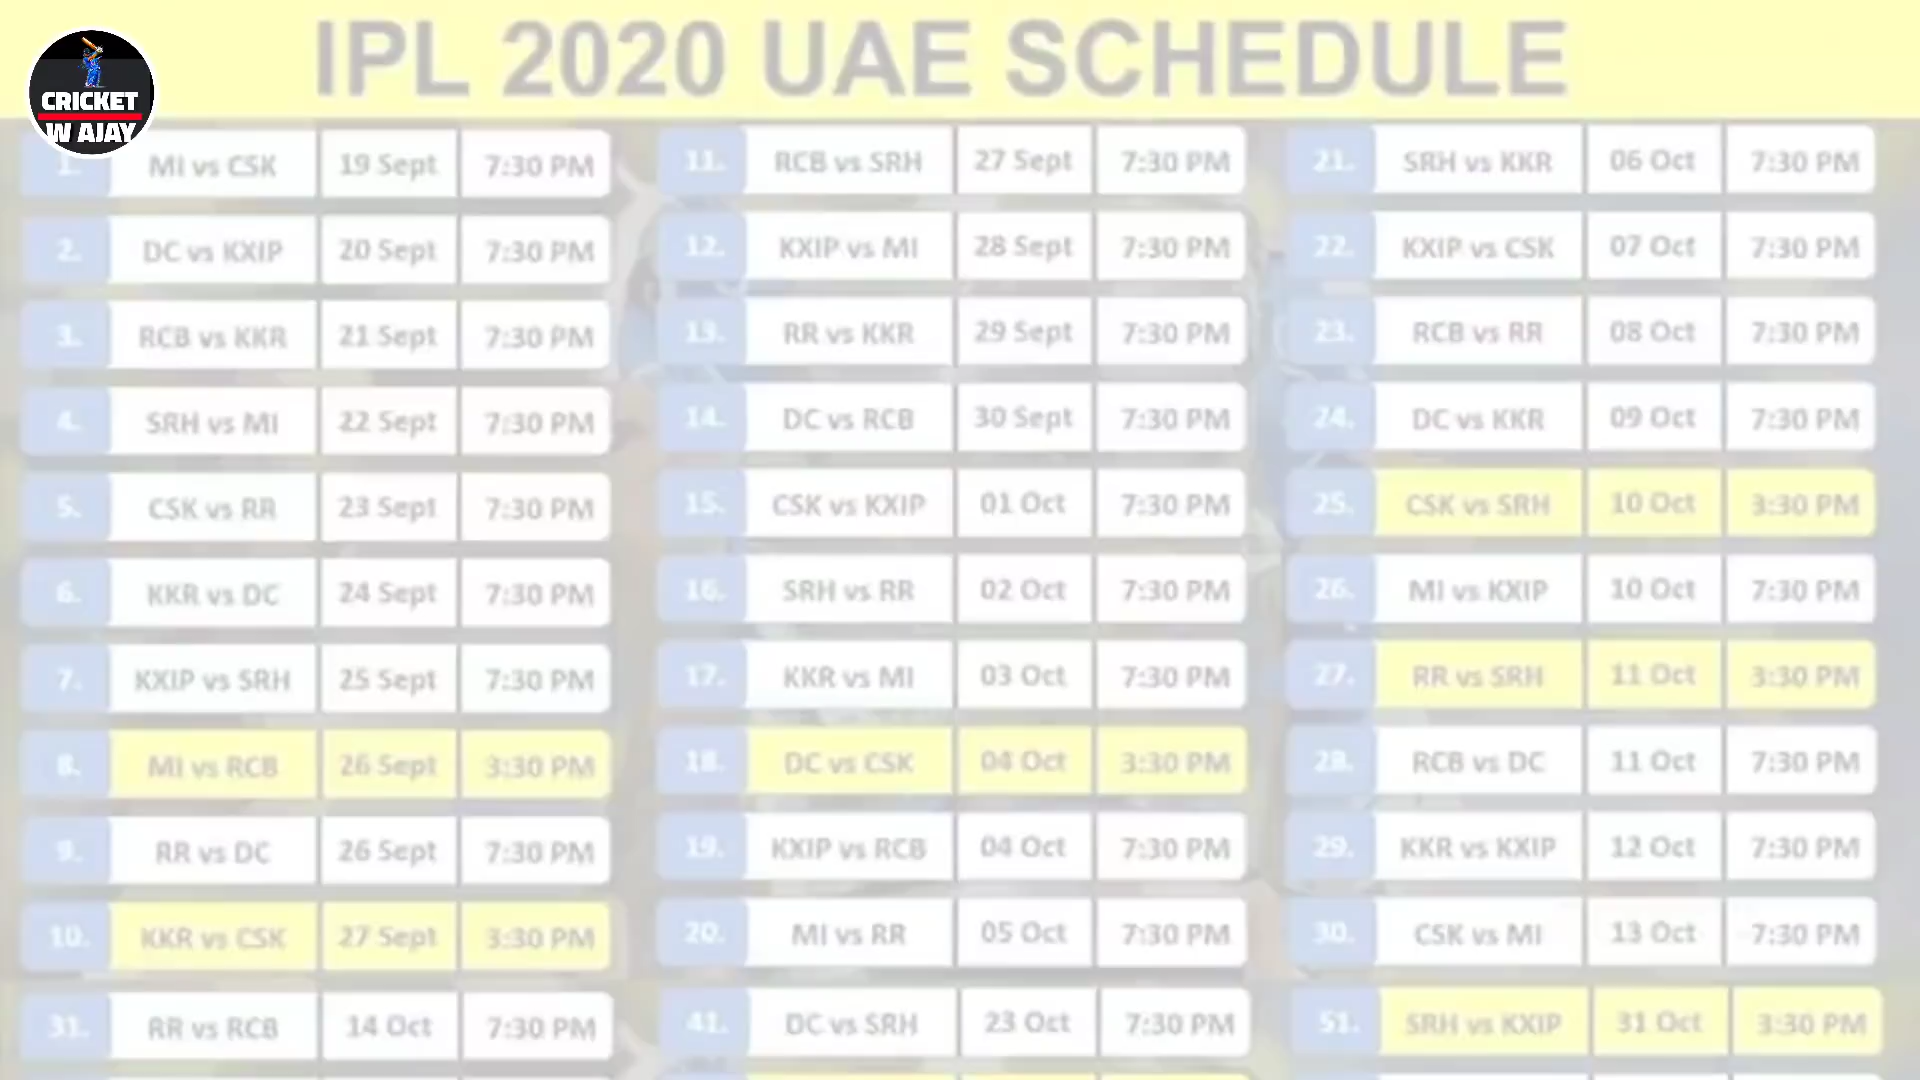 IPL 2020 UAE SCHEDULE
CRICKET
W AJAY
1. MI vs CSK 19 Sept 7:30 PM
2. DC vs KXIP 20 Sept 7:30 PM
3. RCB vs KKR 21 Sept 7:30 PM
4. SRH vs MI 22 Sept 7:30 PM
5. CSK vs RR 23 Sept 7:30 PM
6. KKR vs DC 24 Sept 7:30 PM
7. KXIP vs SRH 25 Sept 7:30 PM
8. MI vs RCB 26 Sept 3:30 PM
9. RR vs DC 26 Sept 7:30 PM
10. KKR vs CSK 27 Sept 3:30 PM
31. RR vs RCB 14 Oct 7:30 PM
11. RCB vs SRH 27 Sept 7:30 PM
12. KXIP vs MI 28 Sept 7:30 PM
13. RR vs KKR 29 Sept 7:30 PM
14. DC vs RCB 30 Sept 7:30 PM
15. CSK vs KXIP 01 Oct 7:30 PM
16. SRH vs RR 02 Oct 7:30 PM
17. KKR vs MI 03 Oct 7:30 PM
18. DC vs CSK 04 Oct 3:30 PM
19. KXIP vs RCB 04 Oct 7:30 PM
20. MI vs RR 05 Oct 7:30 PM
41. DC vs SRH 23 Oct 7:30 PM
21. SRH vs KKR 06 Oct 7:30 PM
22. KXIP vs CSK 07 Oct 7:30 PM
23. RCB vs RR 08 Oct 7:30 PM
24. DC vs KKR 09 Oct 7:30 PM
25. CSK vs SRH 10 Oct 3:30 PM
26. MI vs KXIP 10 Oct 7:30 PM
27. RR vs SRH 11 Oct 3:30 PM
28. RCB vs DC 11 Oct 7:30 PM
29. KKR vs KXIP 12 Oct 7:30 PM
30. CSK vs MI 13 Oct 7:30 PM
51. SRH vs KXIP 31 Oct 3:30 PM